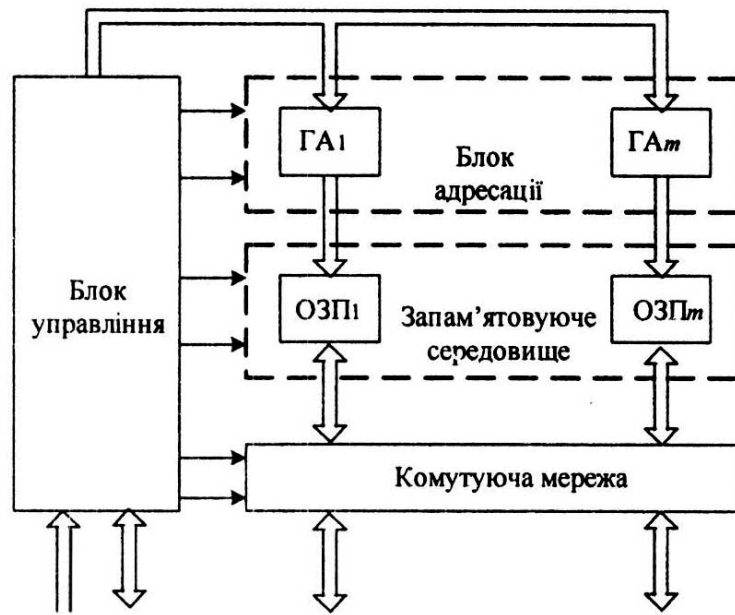 ГА1
ГАm
Блок
адресації
Блок
управління
ОЗП1
ОЗПm
Запам’ятовуюче
середовище
Комутуюча мережа